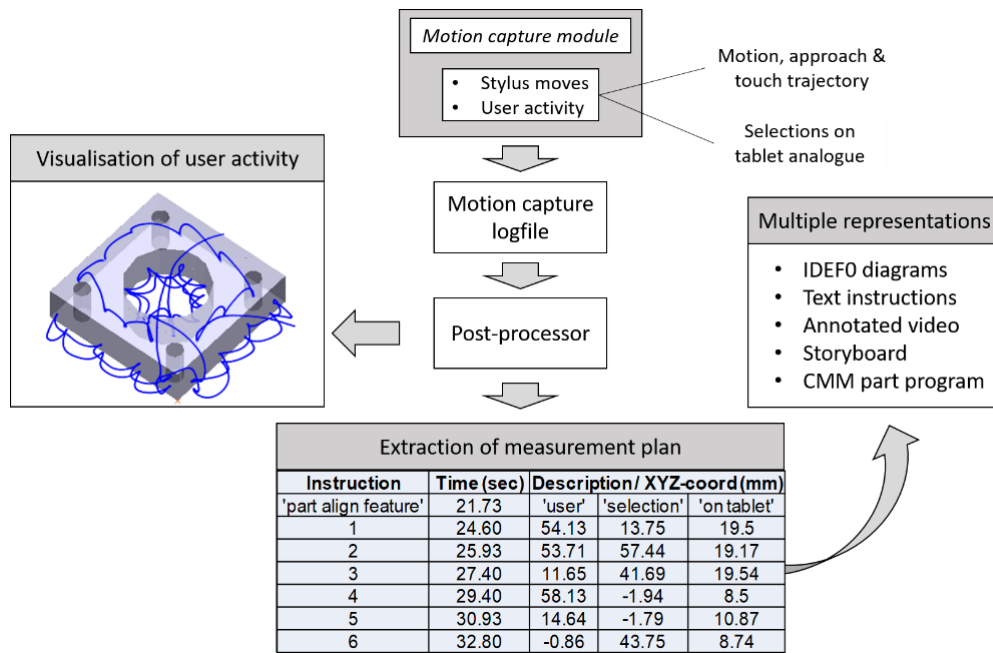 Motion capture module
• Stylus moves
• User activity
Motion, approach &
touch trajectory
Selections on
tablet analogue
Visualisation of user activity
Motion capture
logfile
Post-processor
Multiple representations
• IDEF0 diagrams
• Text instructions
• Annotated video
• Storyboard
• CMM part program
Extraction of measurement plan
Instruction Time (sec) Description/ XYZ-coord (mm)
'part align feature' 21.73 'user' 'selection' 'on tablet'
1 24.60 54.13 13.75 19.5
2 25.93 53.71 57.44 19.17
3 27.40 11.65 41.69 19.54
4 29.40 58.13 -1.94 8.5
5 30.93 14.64 -1.79 10.87
6 32.80 -0.86 43.75 8.74